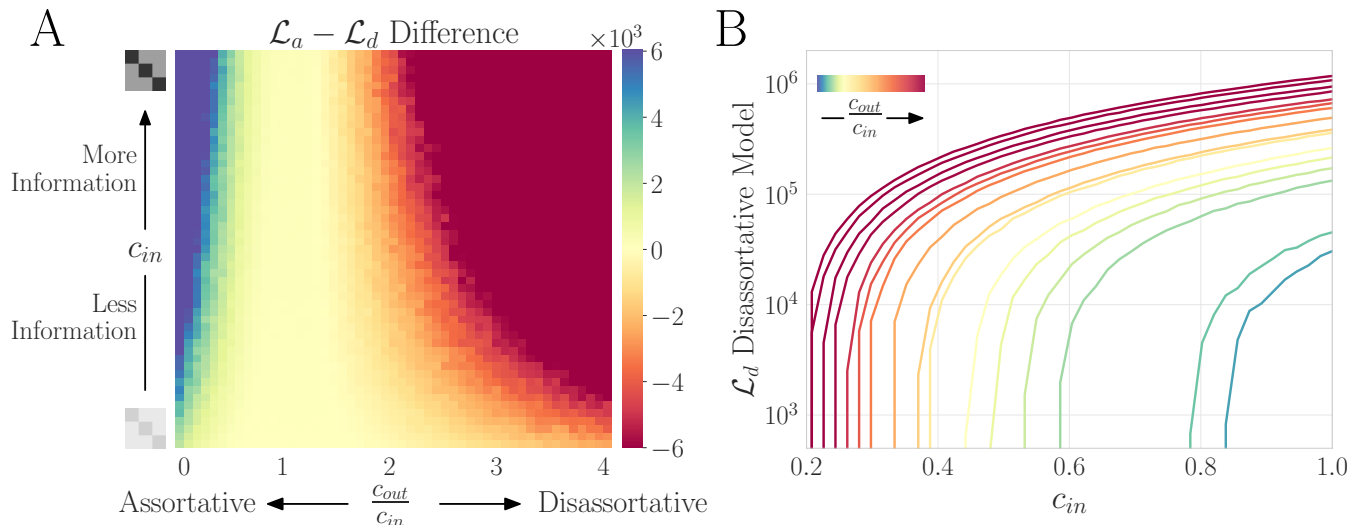 A
ℒ_a − ℒ_d Difference
×10^3
More
Information
c_in
Less
Information
6
4
2
0
−2
−4
−6
0 1 2 3 4
Assortative c_out/c_in Disassortative
B
ℒ_d Disassortative Model
10^6
10^5
10^4
10^3
c_out/c_in
0.2 0.4 0.6 0.8 1.0
c_in